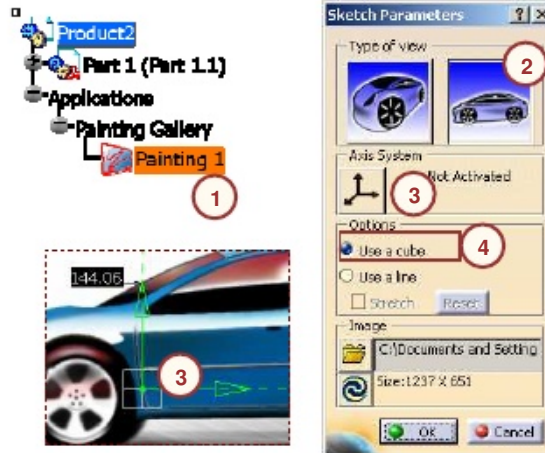 Product2
Part 1 (Part 1.1)
Applications
Painting Gallery
Painting 1
1
144.06
3
Sketch Parameters
Type of view
2
Axis System
Not Activated
3
Options
Use a cube
4
Use a line
Stretch
Reset
Image
C:\Documents and Setting
Size:1237 X 651
OK
Cancel